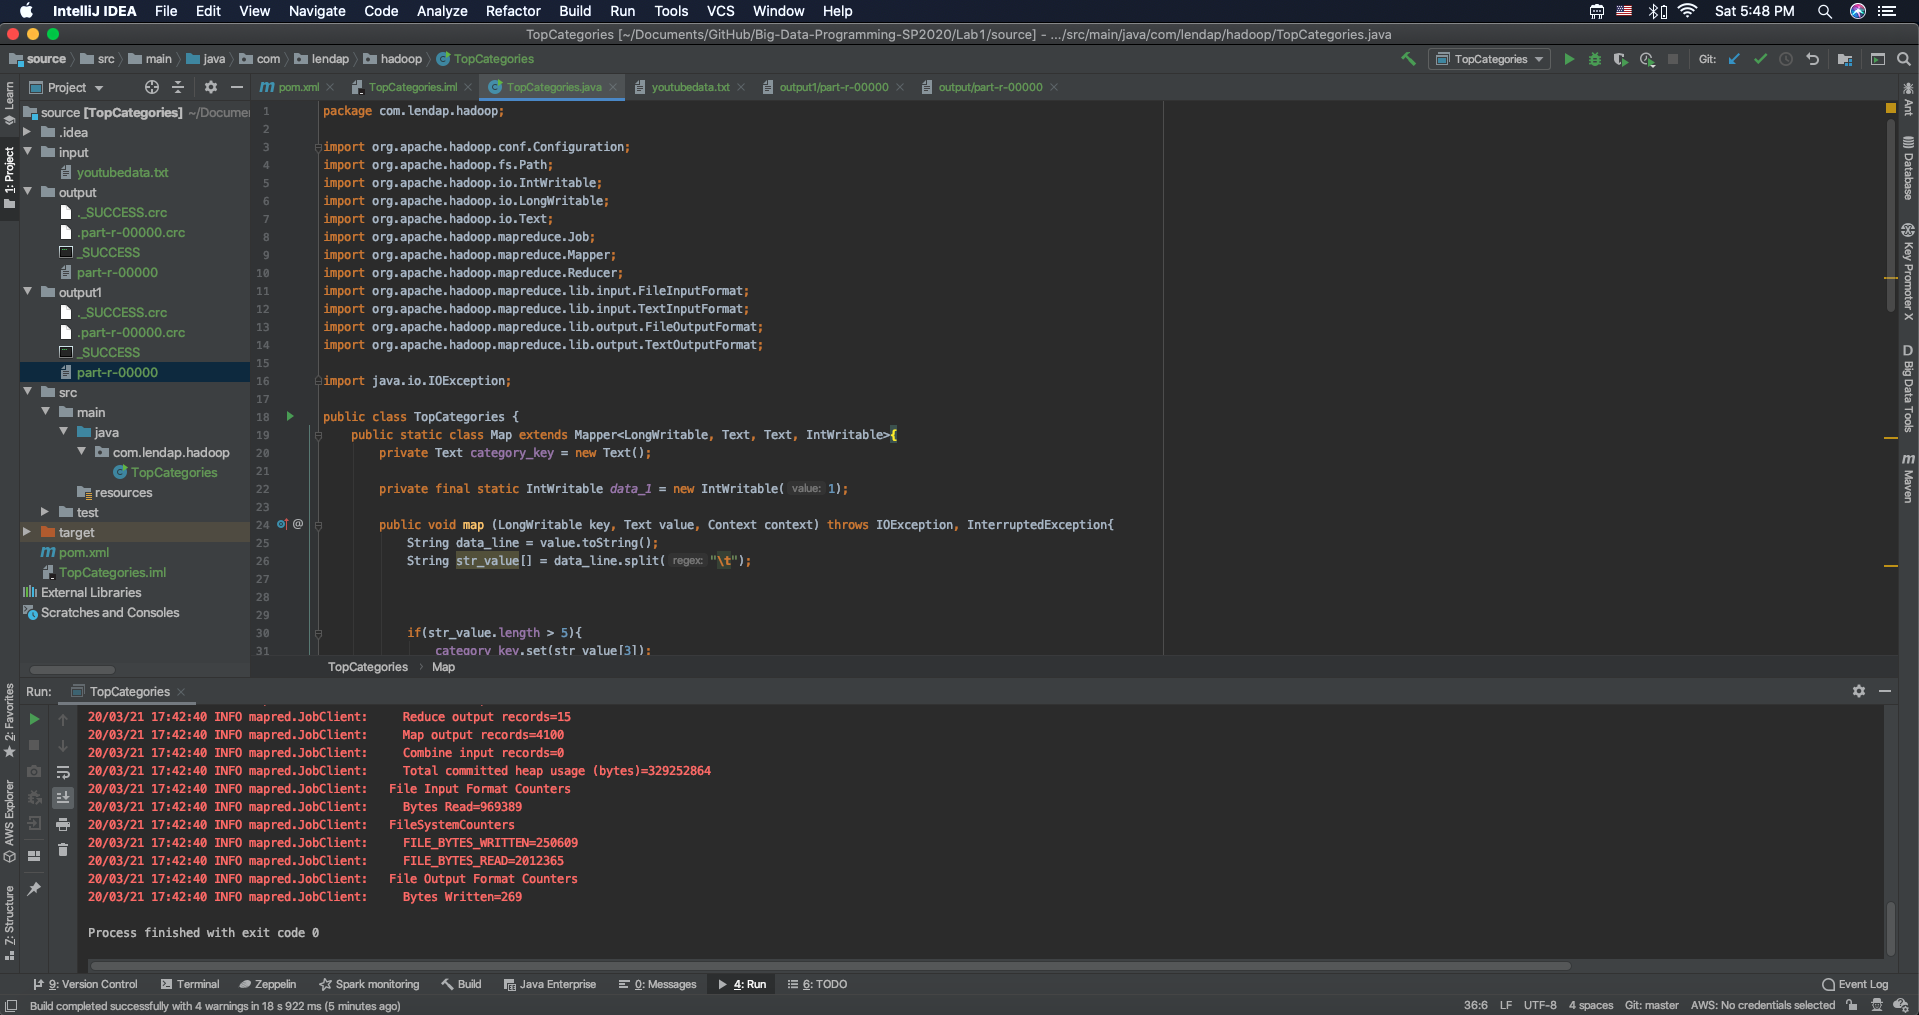 IntelliJ IDEA File Edit View Navigate Code Analyze Refactor Build Run Tools VCS Window Help Sat 5:48 PM
TopCategories [~/Documents/GitHub/Big-Data-Programming-SP2020/Lab1/source] - .../src/main/java/com/lendap/hadoop/TopCategories.java
source src main java com lendap hadoop TopCategories TopCategories Git:
Project pom.xml TopCategories.iml TopCategories.java youtubedata.txt output1/part-r-00000 output/part-r-00000
Learn
1: Project
2: Favorites
AWS Explorer
Z: Structure
source [TopCategories] ~/Docume
.idea
input
youtubedata.txt
output
._SUCCESS.crc
.part-r-00000.crc
_SUCCESS
part-r-00000
output1
._SUCCESS.crc
.part-r-00000.crc
_SUCCESS
part-r-00000
src
main
java
com.lendap.hadoop
TopCategories
resources
test
target
pom.xml
TopCategories.iml
External Libraries
Scratches and Consoles
1 package com.lendap.hadoop;
2
3 import org.apache.hadoop.conf.Configuration;
4 import org.apache.hadoop.fs.Path;
5 import org.apache.hadoop.io.IntWritable;
6 import org.apache.hadoop.io.LongWritable;
7 import org.apache.hadoop.io.Text;
8 import org.apache.hadoop.mapreduce.Job;
9 import org.apache.hadoop.mapreduce.Mapper;
10 import org.apache.hadoop.mapreduce.Reducer;
11 import org.apache.hadoop.mapreduce.lib.input.FileInputFormat;
12 import org.apache.hadoop.mapreduce.lib.input.TextInputFormat;
13 import org.apache.hadoop.mapreduce.lib.output.FileOutputFormat;
14 import org.apache.hadoop.mapreduce.lib.output.TextOutputFormat;
15
16 import java.io.IOException;
17
18 public class TopCategories {
19 public static class Map extends Mapper<LongWritable, Text, Text, IntWritable>{
20 private Text category_key = new Text();
21
22 private final static IntWritable data_1 = new IntWritable( value: 1);
23
24 @ public void map (LongWritable key, Text value, Context context) throws IOException, InterruptedException{
25 String data_line = value.toString();
26 String str_value[] = data_line.split( regex: "\t");
27
28
29
30 if(str_value.length > 5){
31 category_key.set(str_value[3]);
TopCategories › Map
Ant
Database
Key Promoter X
D Big Data Tools
Maven
Run: TopCategories
20/03/21 17:42:40 INFO mapred.JobClient: Reduce output records=15
20/03/21 17:42:40 INFO mapred.JobClient: Map output records=4100
20/03/21 17:42:40 INFO mapred.JobClient: Combine input records=0
20/03/21 17:42:40 INFO mapred.JobClient: Total committed heap usage (bytes)=329252864
20/03/21 17:42:40 INFO mapred.JobClient: File Input Format Counters
20/03/21 17:42:40 INFO mapred.JobClient: Bytes Read=969389
20/03/21 17:42:40 INFO mapred.JobClient: FileSystemCounters
20/03/21 17:42:40 INFO mapred.JobClient: FILE_BYTES_WRITTEN=250609
20/03/21 17:42:40 INFO mapred.JobClient: FILE_BYTES_READ=2012365
20/03/21 17:42:40 INFO mapred.JobClient: File Output Format Counters
20/03/21 17:42:40 INFO mapred.JobClient: Bytes Written=269
Process finished with exit code 0
9: Version Control Terminal Zeppelin Spark monitoring Build Java Enterprise 0: Messages 4: Run 6: TODO Event Log
Build completed successfully with 4 warnings in 18 s 922 ms (5 minutes ago) 36:6 LF UTF-8 4 spaces Git: master AWS: No credentials selected